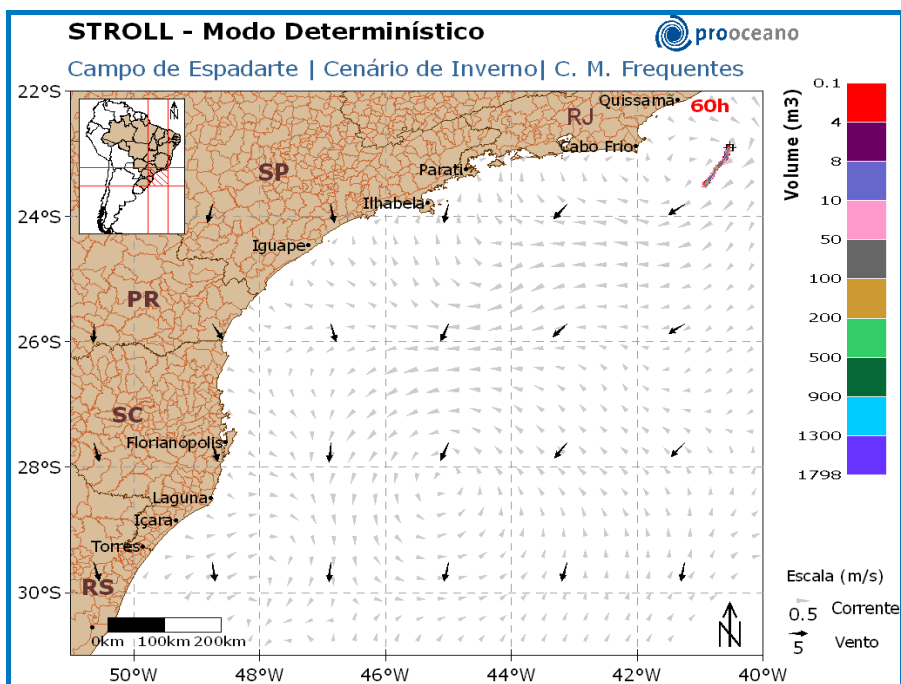 STROLL - Modo Determinístico
prooceano
Campo de Espadarte | Cenário de Inverno| C. M. Frequentes
22°S
24°S
26°S
28°S
30°S
N
Quissamã
60h
RJ
Cabo Frio
Parati
SP
Ilhabela
Iguape
PR
SC
Florianópolis
Laguna
Içara
Torres
RS
0km 100km 200km
N
50°W 48°W 46°W 44°W 42°W 40°W
Volume (m3)
0.1
4
8
10
50
100
200
500
900
1300
1798
Escala (m/s)
0.5 Corrente
5 Vento